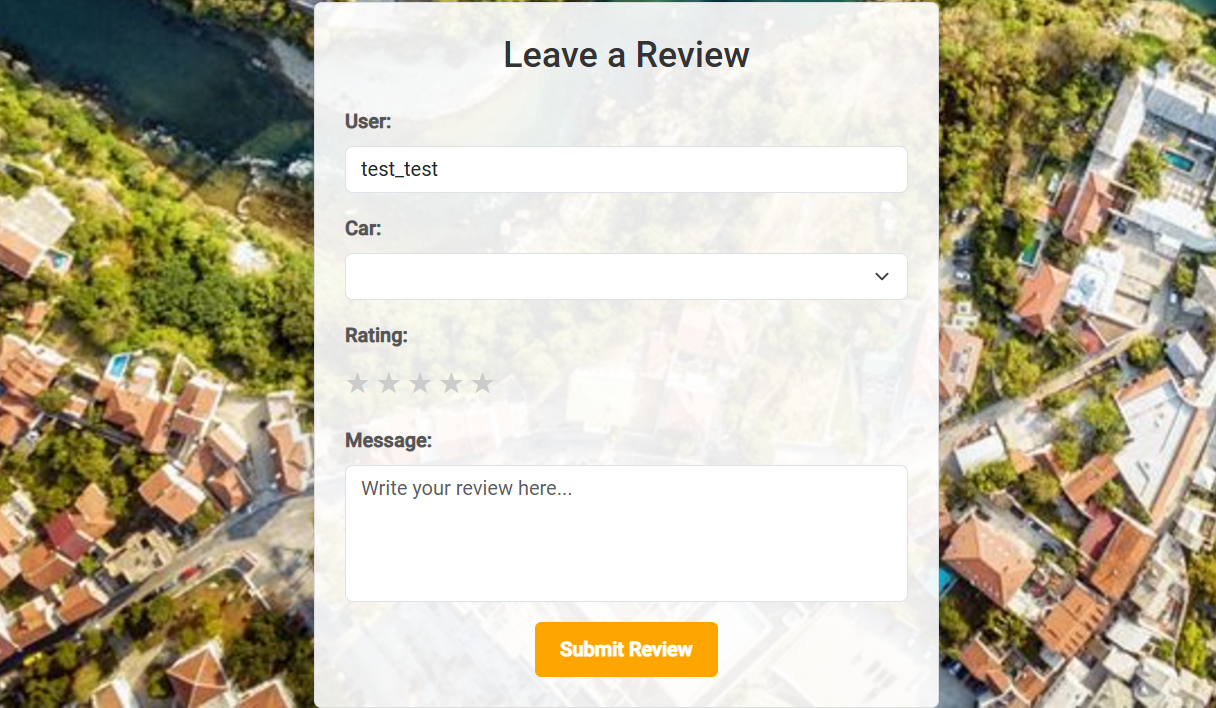 Leave a Review
User:
test_test
Car:
Rating:
Message:
Write your review here...
Submit Review